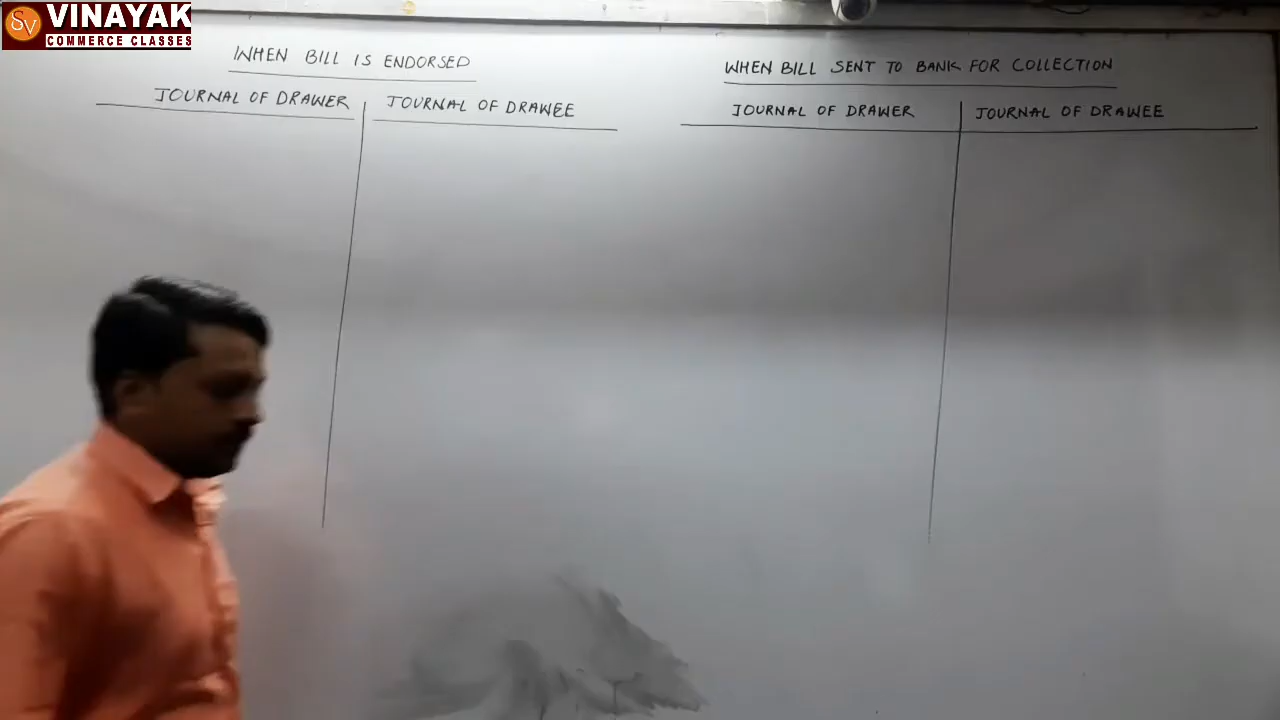 SV
VINAYAK
COMMERCE CLASSES
WHEN BILL IS ENDORSED
JOURNAL OF DRAWER
JOURNAL OF DRAWEE
WHEN BILL SENT TO BANK FOR COLLECTION
JOURNAL OF DRAWER
JOURNAL OF DRAWEE